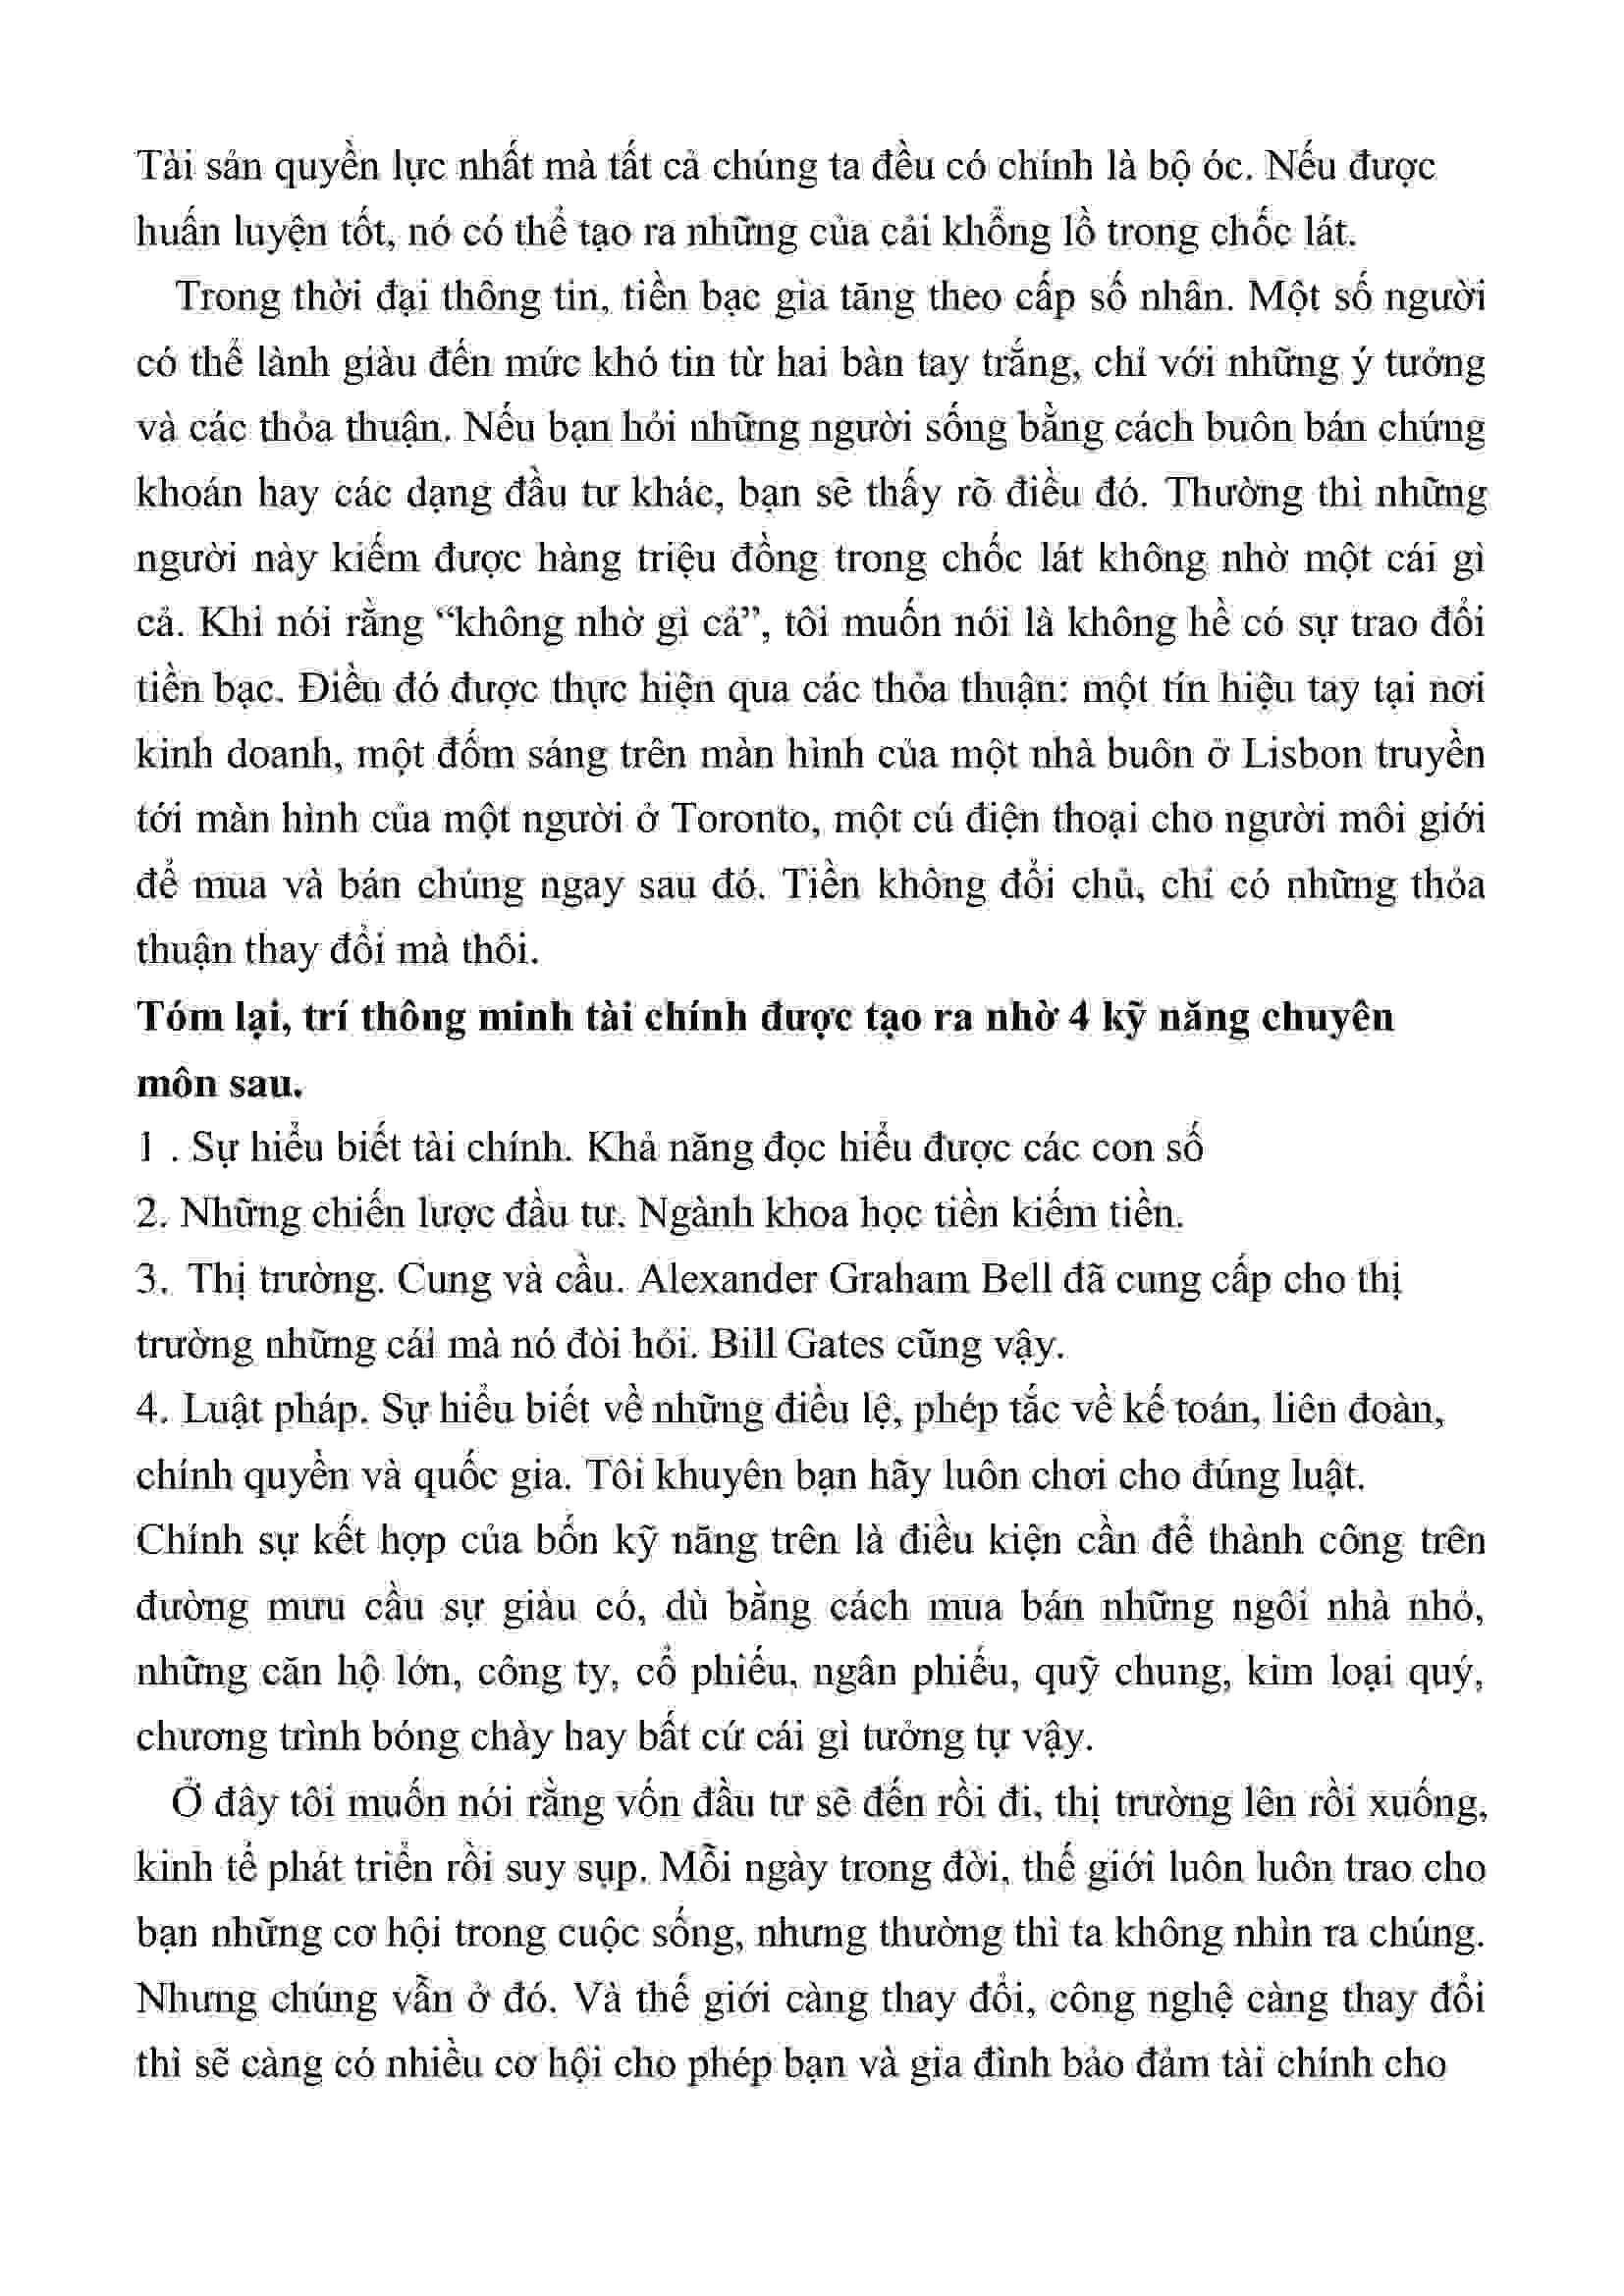 Tài sản quyền lực nhất mà tất cả chúng ta đều có chính là bộ óc. Nếu được
huấn luyện tốt, nó có thể tạo ra những của cải khổng lồ trong chốc lát.
Trong thời đại thông tin, tiền bạc gia tăng theo cấp số nhân. Một số người
có thể lành giàu đến mức khó tin từ hai bàn tay trắng, chỉ với những ý tưởng
và các thỏa thuận. Nếu bạn hỏi những người sống bằng cách buôn bán chứng
khoán hay các dạng đầu tư khác, bạn sẽ thấy rõ điều đó. Thường thì những
người này kiếm được hàng triệu đồng trong chốc lát không nhờ một cái gì
cả. Khi nói rằng “không nhờ gì cả”, tôi muốn nói là không hề có sự trao đổi
tiền bạc. Điều đó được thực hiện qua các thỏa thuận: một tín hiệu tay tại nơi
kinh doanh, một đốm sáng trên màn hình của một nhà buôn ở Lisbon truyền
tới màn hình của một người ở Toronto, một cú điện thoại cho người môi giới
để mua và bán chúng ngay sau đó. Tiền không đổi chủ, chỉ có những thỏa
thuận thay đổi mà thôi.
Tóm lại, trí thông minh tài chính được tạo ra nhờ 4 kỹ năng chuyên
môn sau.
1 . Sự hiểu biết tài chính. Khả năng đọc hiểu được các con số
2. Những chiến lược đầu tư. Ngành khoa học tiền kiếm tiền.
3. Thị trường. Cung và cầu. Alexander Graham Bell đã cung cấp cho thị
trường những cái mà nó đòi hỏi. Bill Gates cũng vậy.
4. Luật pháp. Sự hiểu biết về những điều lệ, phép tắc về kế toán, liên đoàn,
chính quyền và quốc gia. Tôi khuyên bạn hãy luôn chơi cho đúng luật.
Chính sự kết hợp của bốn kỹ năng trên là điều kiện cần để thành công trên
đường mưu cầu sự giàu có, dù bằng cách mua bán những ngôi nhà nhỏ,
những căn hộ lớn, công ty, cổ phiếu, ngân phiếu, quỹ chung, kim loại quý,
chương trình bóng chày hay bất cứ cái gì tưởng tự vậy.
Ở đây tôi muốn nói rằng vốn đầu tư sẽ đến rồi đi, thị trường lên rồi xuống,
kinh tể phát triển rồi suy sụp. Mỗi ngày trong đời, thế giới luôn luôn trao cho
bạn những cơ hội trong cuộc sống, nhưng thường thì ta không nhìn ra chúng.
Nhưng chúng vẫn ở đó. Và thế giới càng thay đổi, công nghệ càng thay đổi
thì sẽ càng có nhiều cơ hội cho phép bạn và gia đình bảo đảm tài chính cho